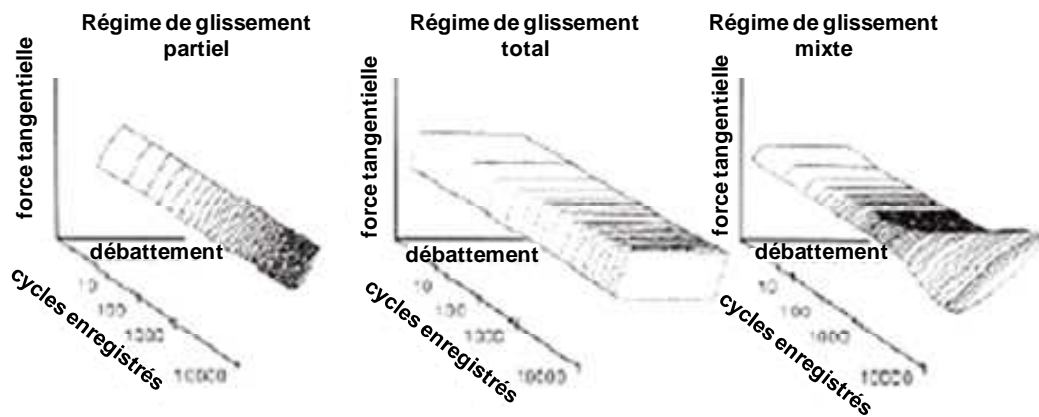 Régime de glissement
partiel
Régime de glissement
total
Régime de glissement
mixte
force tangentielle
débattement
10
100
1000
10000
cycles enregistrés
force tangentielle
débattement
10
100
1000
10000
cycles enregistrés
force tangentielle
débattement
10
100
1000
10000
cycles enregistrés